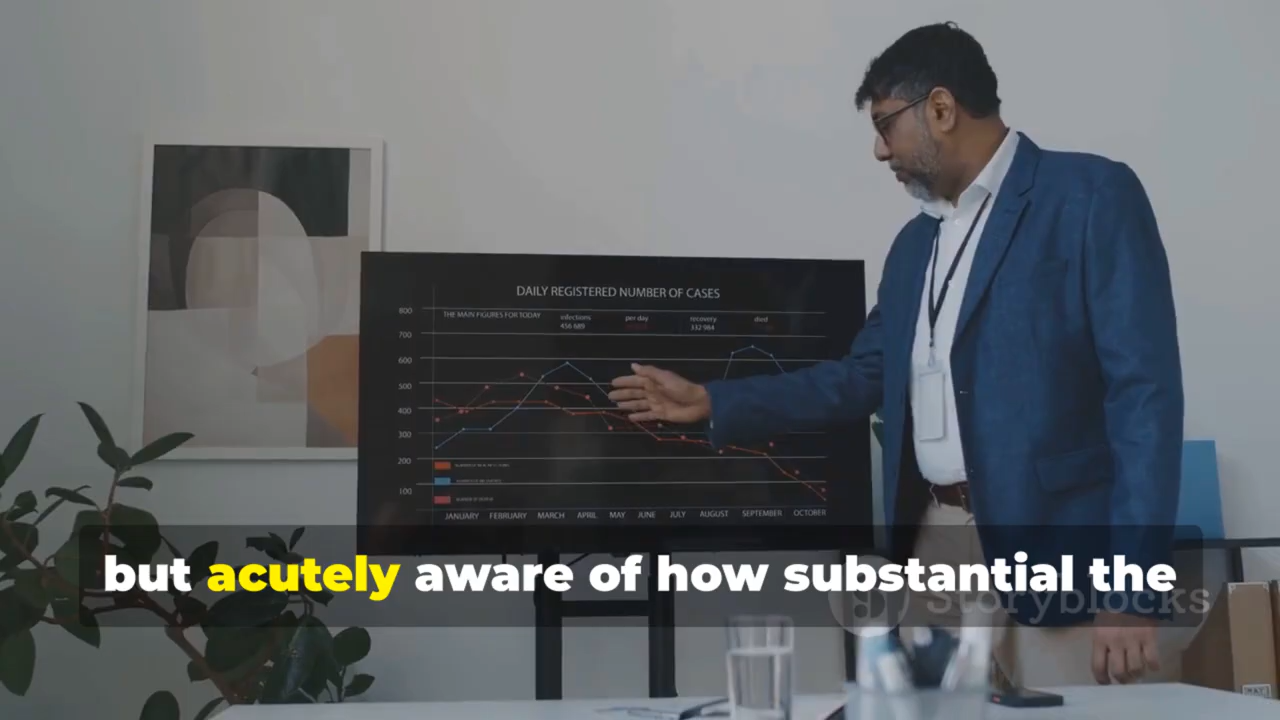 DAILY REGISTERED NUMBER OF CASES
THE MAIN FIGURES FOR TODAY
infections
456 689
per day
recovery
332 984
died
800
700
600
500
400
300
200
100
JANUARY FEBRUARY MARCH APRIL MAY JUNE JULY AUGUST SEPTEMBER OCTOBER
but acutely aware of how substantial the
Storyblocks